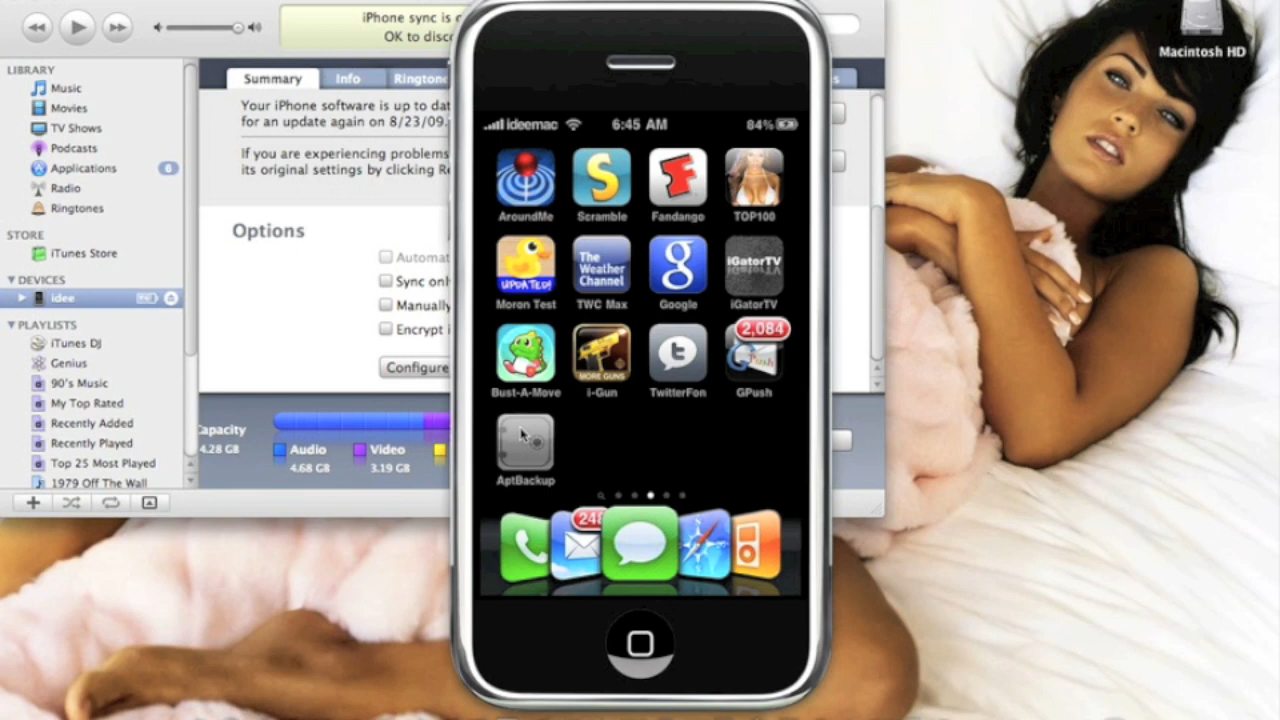 iPhone sync is c
OK to disco
Macintosh HD
LIBRARY
Music
Movies
TV Shows
Podcasts
Applications 6
Radio
Ringtones
STORE
iTunes Store
DEVICES
idee
PLAYLISTS
iTunes DJ
Genius
90's Music
My Top Rated
Recently Added
Recently Played
Top 25 Most Played
1979 Off The Wall
Summary Info Ringtone s
Your iPhone software is up to dat
for an update again on 8/23/09.
If you are experiencing problems
its original settings by clicking Re
Options
Automat
Sync onl
Manually
Encrypt i
Configure
Capacity
4.28 GB
Audio Video
4.68 GB 3.19 GB
ideemac 6:45 AM 84%
S F
AroundMe Scramble Fandango TOP100
UPDATED! The Weather Channel g iGatorTV
Moron Test TWC Max Google iGatorTV
MORE GUNS t 2,084 GPush
Bust-A-Move i-Gun TwitterFon GPush
AptBackup
248